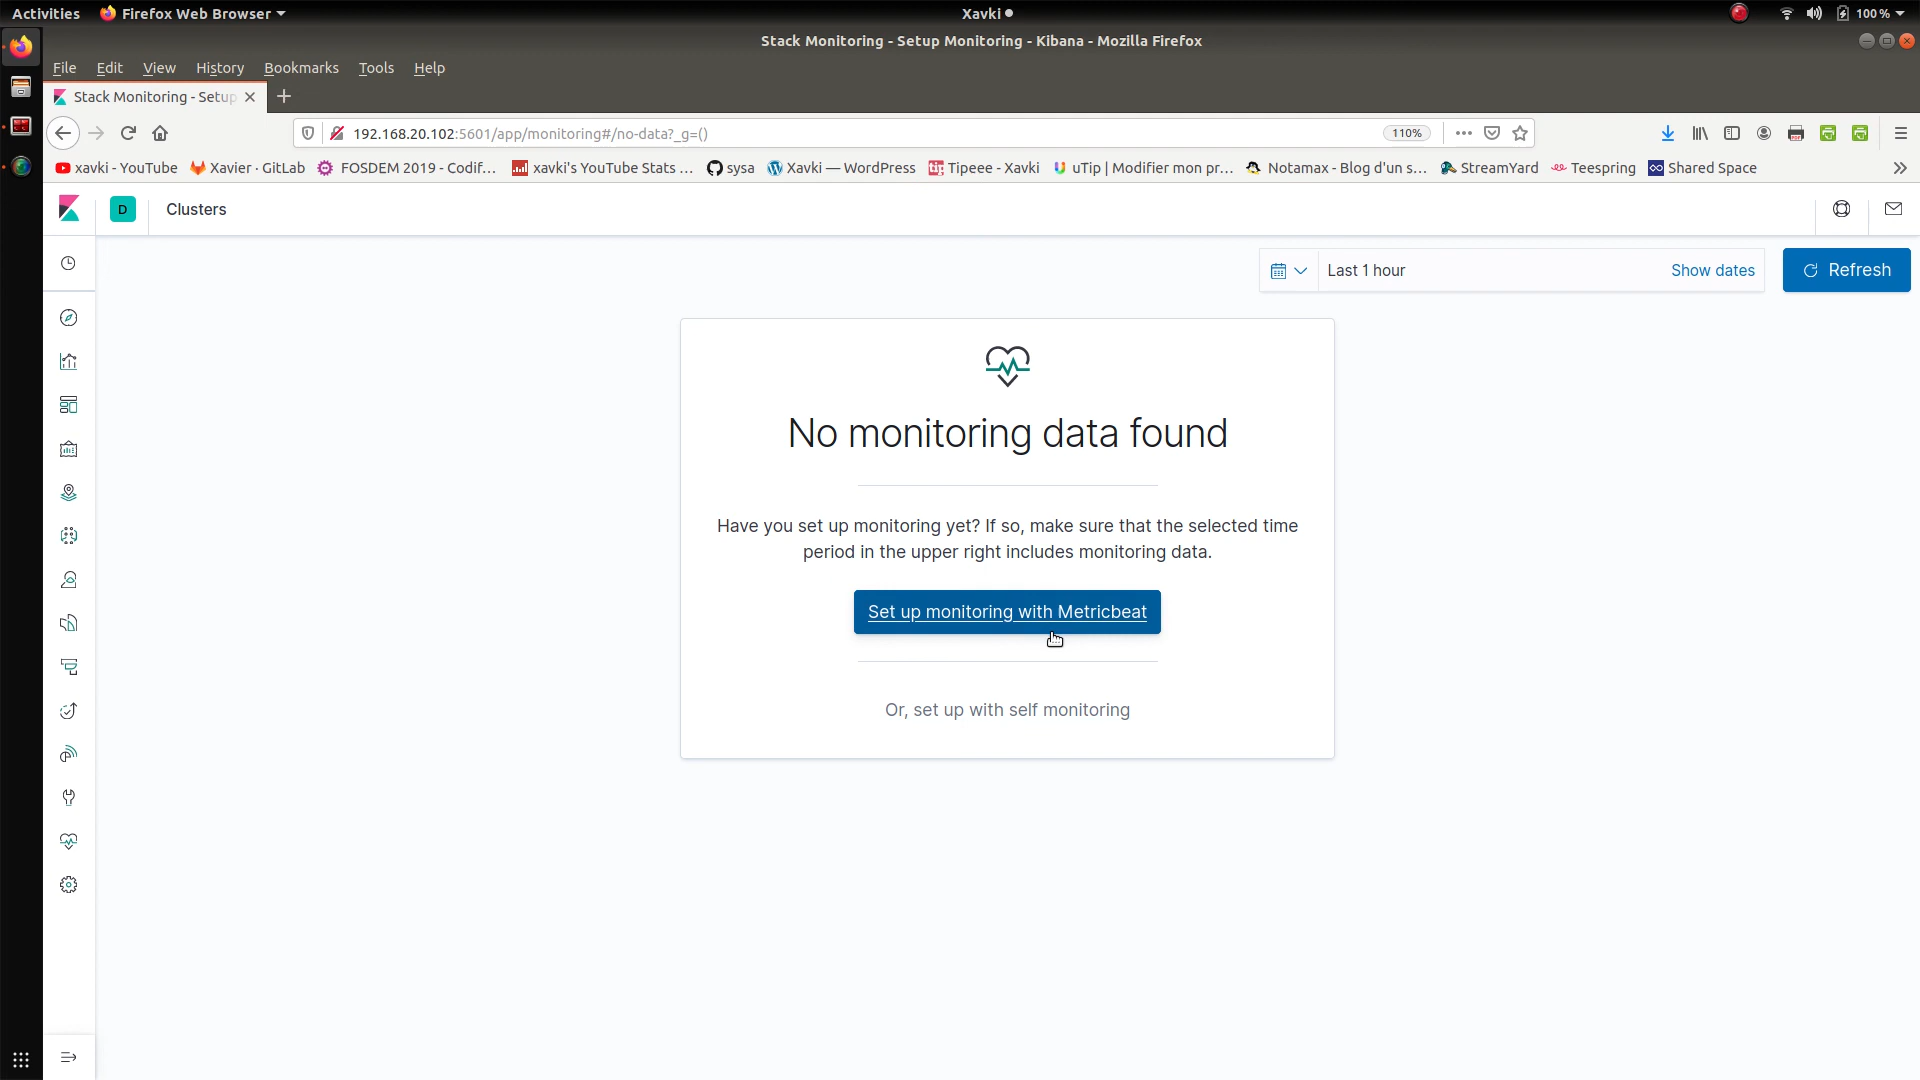 Activities
Firefox Web Browser
Xavki
100 %
Stack Monitoring - Setup Monitoring - Kibana - Mozilla Firefox
File Edit View History Bookmarks Tools Help
Stack Monitoring - Setup
192.168.20.102:5601/app/monitoring#/no-data?_g=()
110%
xavki - YouTube
Xavier · GitLab
FOSDEM 2019 - Codif...
xavki's YouTube Stats ...
sysa
Xavki — WordPress
Tipeee - Xavki
uTip | Modifier mon pr...
Notamax - Blog d'un s...
StreamYard
Teespring
Shared Space
D
Clusters
Last 1 hour
Show dates
Refresh
No monitoring data found
Have you set up monitoring yet? If so, make sure that the selected time
period in the upper right includes monitoring data.
Set up monitoring with Metricbeat
Or, set up with self monitoring